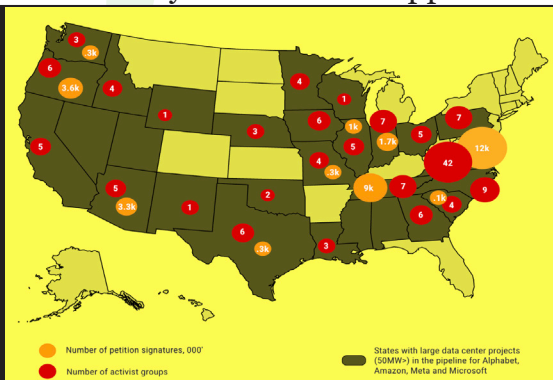 3
.3k
6
3.6k
4
1
5
5
3.3k
1
3
2
6
.3k
4
6
4
.3k
1
1k
5
7
1.7k
5
7
12k
42
9k
7
9
.1k
4
6
3
Number of petition signatures, 000'
Number of activist groups
States with large data center projects
(50MW>) in the pipeline for Alphabet,
Amazon, Meta and Microsoft